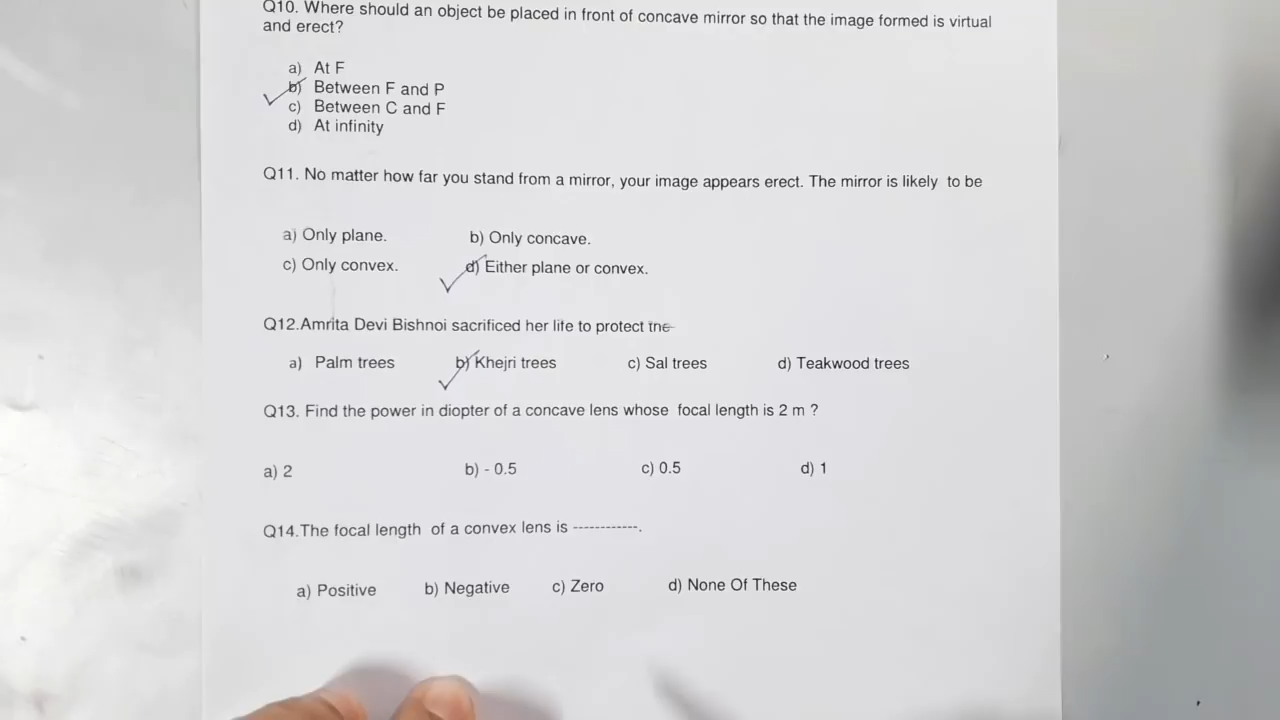 Q10. Where should an object be placed in front of concave mirror so that the image formed is virtual
and erect?
a) At F
b) Between F and P
c) Between C and F
d) At infinity
Q11. No matter how far you stand from a mirror, your image appears erect. The mirror is likely to be
a) Only plane. b) Only concave.
c) Only convex. d) Either plane or convex.
Q12.Amrita Devi Bishnoi sacrificed her life to protect the
a) Palm trees b) Khejri trees c) Sal trees d) Teakwood trees
Q13. Find the power in diopter of a concave lens whose focal length is 2 m ?
a) 2 b) - 0.5 c) 0.5 d) 1
Q14.The focal length of a convex lens is ------------.
a) Positive b) Negative c) Zero d) None Of These